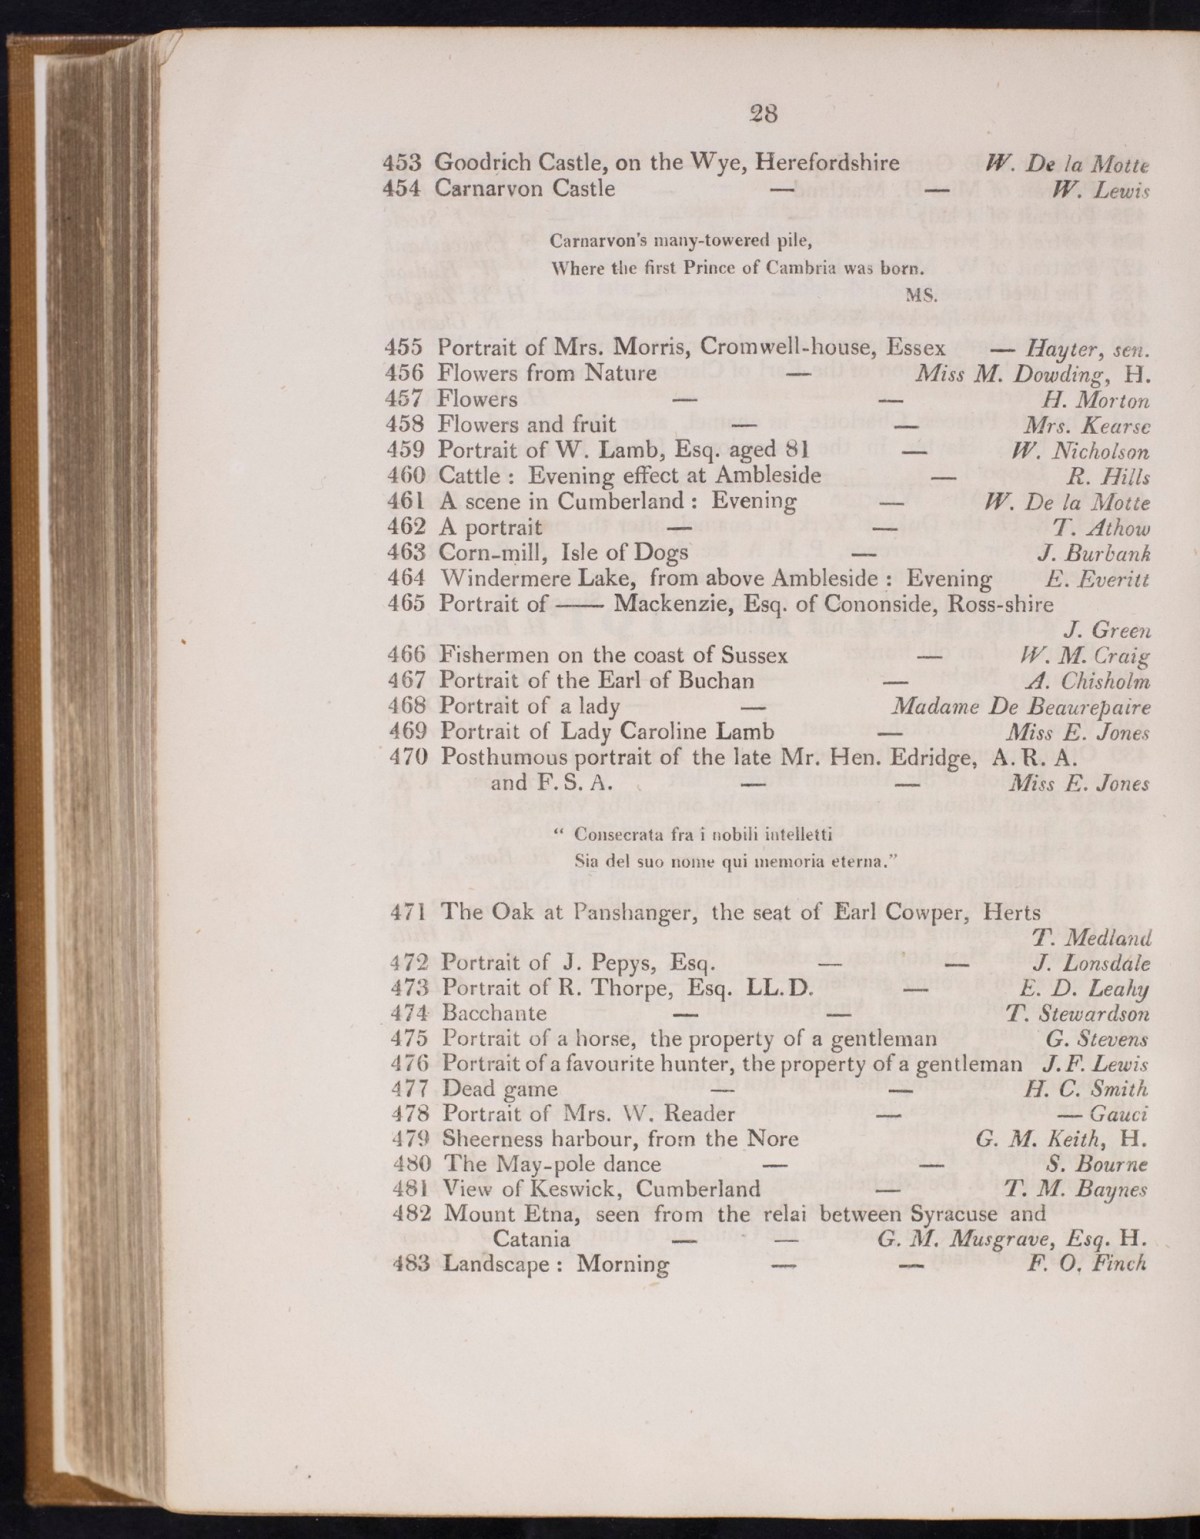 28
453 Goodrich Castle, on the Wye, Herefordshire W. De la Motte
454 Carnarvon Castle — — W. Lewis
Carnarvon's many-towered pile,
Where the first Prince of Cambria was born.
MS.
455 Portrait of Mrs. Morris, Cromwell-house, Essex — Hayter, sen.
456 Flowers from Nature — Miss M. Dowding, H.
457 Flowers — — H. Morton
458 Flowers and fruit — — Mrs. Kearse
459 Portrait of W. Lamb, Esq. aged 81 — W. Nicholson
460 Cattle : Evening effect at Ambleside — R. Hills
461 A scene in Cumberland : Evening — W. De la Motte
462 A portrait — — T. Athow
463 Corn-mill, Isle of Dogs — J. Burbank
464 Windermere Lake, from above Ambleside : Evening E. Everitt
465 Portrait of —— Mackenzie, Esq. of Cononside, Ross-shire
J. Green
466 Fishermen on the coast of Sussex — W. M. Craig
467 Portrait of the Earl of Buchan — A. Chisholm
468 Portrait of a lady — Madame De Beaurepaire
469 Portrait of Lady Caroline Lamb — Miss E. Jones
470 Posthumous portrait of the late Mr. Hen. Edridge, A. R. A.
and F. S. A. — — Miss E. Jones
“ Consecrata fra i nobili intelletti
Sia del suo nome qui memoria eterna.”
471 The Oak at Panshanger, the seat of Earl Cowper, Herts
T. Medland
472 Portrait of J. Pepys, Esq. — — J. Lonsdale
473 Portrait of R. Thorpe, Esq. LL. D. — E. D. Leahy
474 Bacchante — — T. Stewardson
475 Portrait of a horse, the property of a gentleman G. Stevens
476 Portrait of a favourite hunter, the property of a gentleman J. F. Lewis
477 Dead game — — H. C. Smith
478 Portrait of Mrs. W. Reader — — Gauci
479 Sheerness harbour, from the Nore G. M. Keith, H.
480 The May-pole dance — — S. Bourne
481 View of Keswick, Cumberland — T. M. Baynes
482 Mount Etna, seen from the relai between Syracuse and
Catania — — G. M. Musgrave, Esq. H.
483 Landscape : Morning — — F. O. Finch